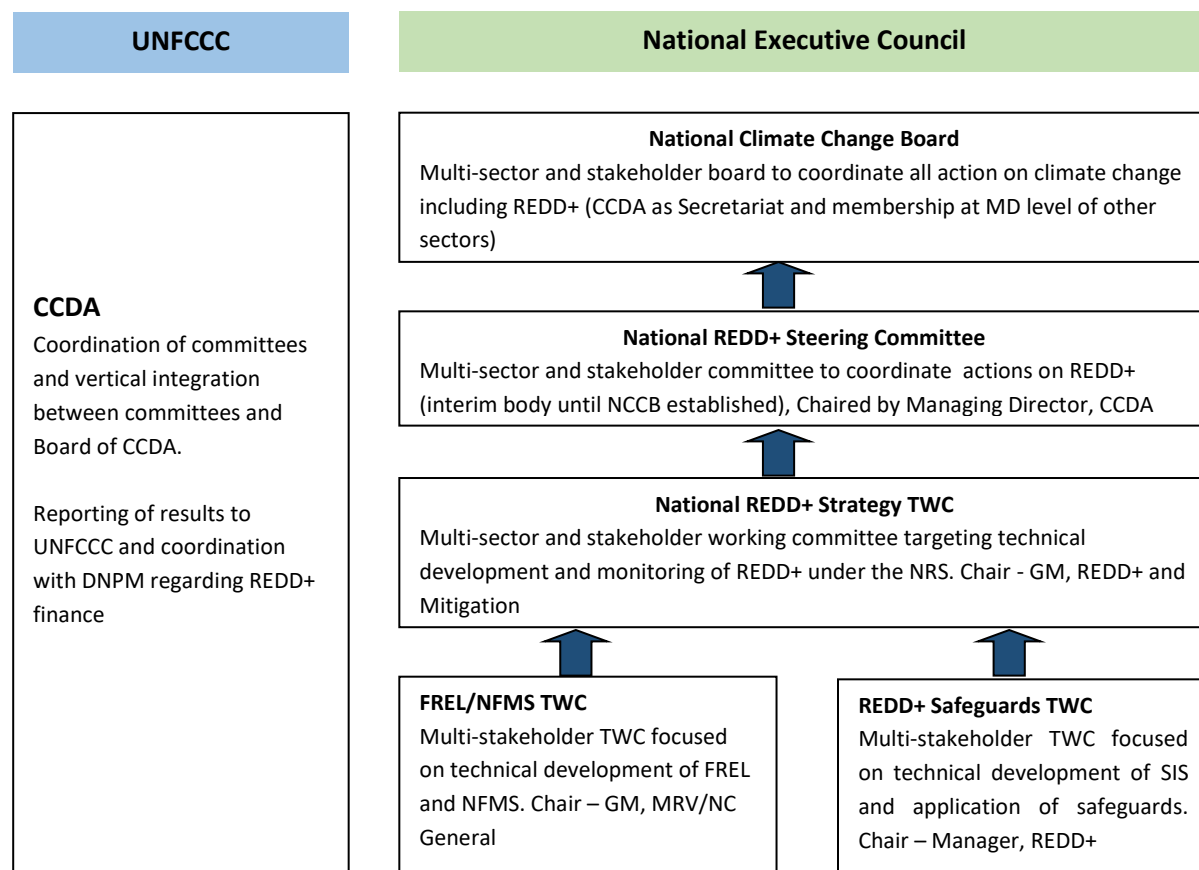 UNFCCC
National Executive Council
CCDA
Coordination of committees
and vertical integration
between committees and
Board of CCDA.
Reporting of results to
UNFCCC and coordination
with DNPM regarding REDD+
finance
National Climate Change Board
Multi-sector and stakeholder board to coordinate all action on climate change
including REDD+ (CCDA as Secretariat and membership at MD level of other
sectors)
National REDD+ Steering Committee
Multi-sector and stakeholder committee to coordinate actions on REDD+
(interim body until NCCB established), Chaired by Managing Director, CCDA
National REDD+ Strategy TWC
Multi-sector and stakeholder working committee targeting technical
development and monitoring of REDD+ under the NRS. Chair - GM, REDD+ and
Mitigation
FREL/NFMS TWC
Multi-stakeholder TWC focused
on technical development of FREL
and NFMS. Chair – GM, MRV/NC
General
REDD+ Safeguards TWC
Multi-stakeholder TWC focused
on technical development of SIS
and application of safeguards.
Chair – Manager, REDD+